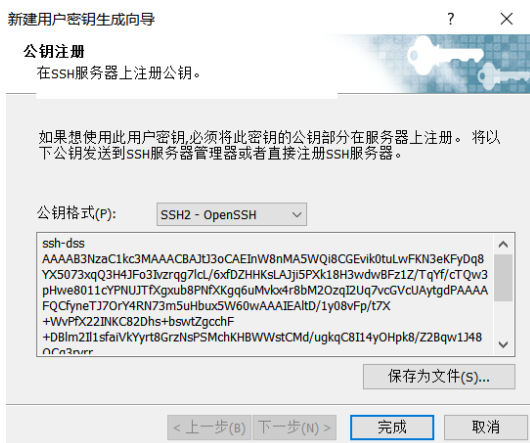 新建用户密钥生成向导
?
公钥注册
在SSH服务器上注册公钥。
如果想使用此用户密钥,必须将此密钥的公钥部分在服务器上注册。 将以
下公钥发送到SSH服务器管理器或者直接注册SSH服务器。
公钥格式(P): SSH2 - OpenSSH
ssh-dss
AAAAB3NzaC1kc3MAAACBAJtJ3oCAEInW8nMA5WQi8CGEvik0tuLwFKN3eKFyDq8
YX5073xqQ3H4JFo3Ivzrqg7lcL/6xfDZHHKsLAJji5PXk18H3wdwBFz1Z/TqYf/cTQw3
pHwe8011cYPNUJTfXgxub8PNfXKgq6uMvkx4r8bM2OzqI2Uq7vcGVcUAytgdPAAAA
FQCfyneTJ7OrY4RN73m5uHbux5W60wAAAIEAltD/1y08vFp/t7X
+WvPfX22INKC82Dhs+bswtZgcchF
+DBlm2Il1sfaiVkYyrt8GrzNsPSMchKHBWWstCMd/ugkqC8I14yOHpk8/Z2Bqw1J48
保存为文件(S)...
< 上一步(B) 下一步(N) > 完成 取消